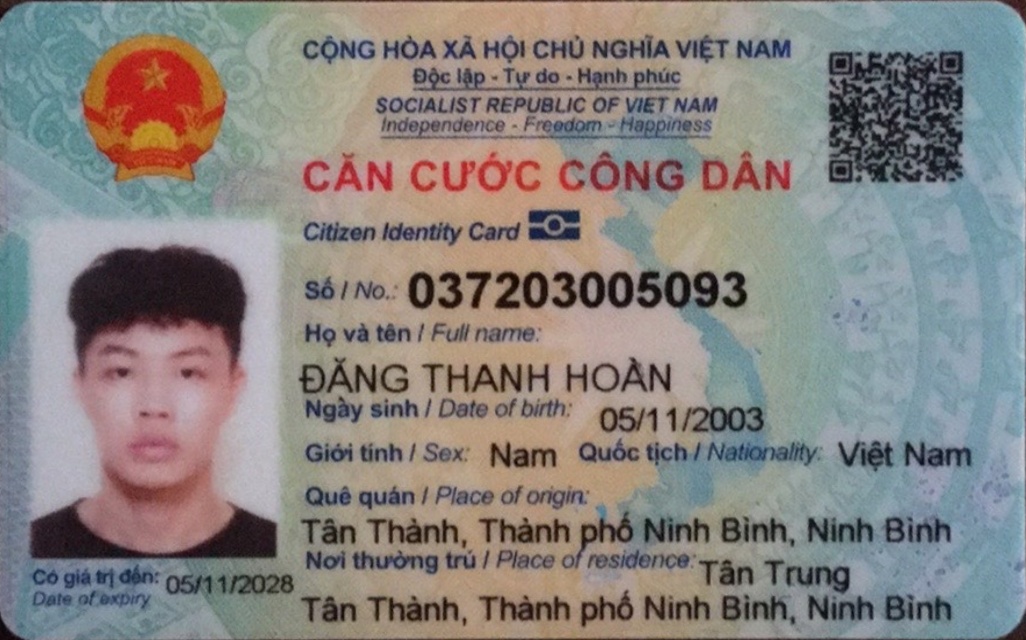 CỘNG HÒA XÃ HỘI CHỦ NGHĨA VIỆT NAM
Độc lập - Tự do - Hạnh phúc
SOCIALIST REPUBLIC OF VIET NAM
Independence - Freedom - Happiness
CĂN CƯỚC CÔNG DÂN
Citizen Identity Card
Số / No.: 037203005093
Họ và tên / Full name:
ĐẶNG THANH HOÀN
Ngày sinh / Date of birth: 05/11/2003
Giới tính / Sex: Nam Quốc tịch / Nationality: Việt Nam
Quê quán / Place of origin:
Tân Thành, Thành phố Ninh Bình, Ninh Bình
Nơi thường trú / Place of residence: Tân Trung
Tân Thành, Thành phố Ninh Bình, Ninh Bình
Có giá trị đến: 05/11/2028
Date of expiry